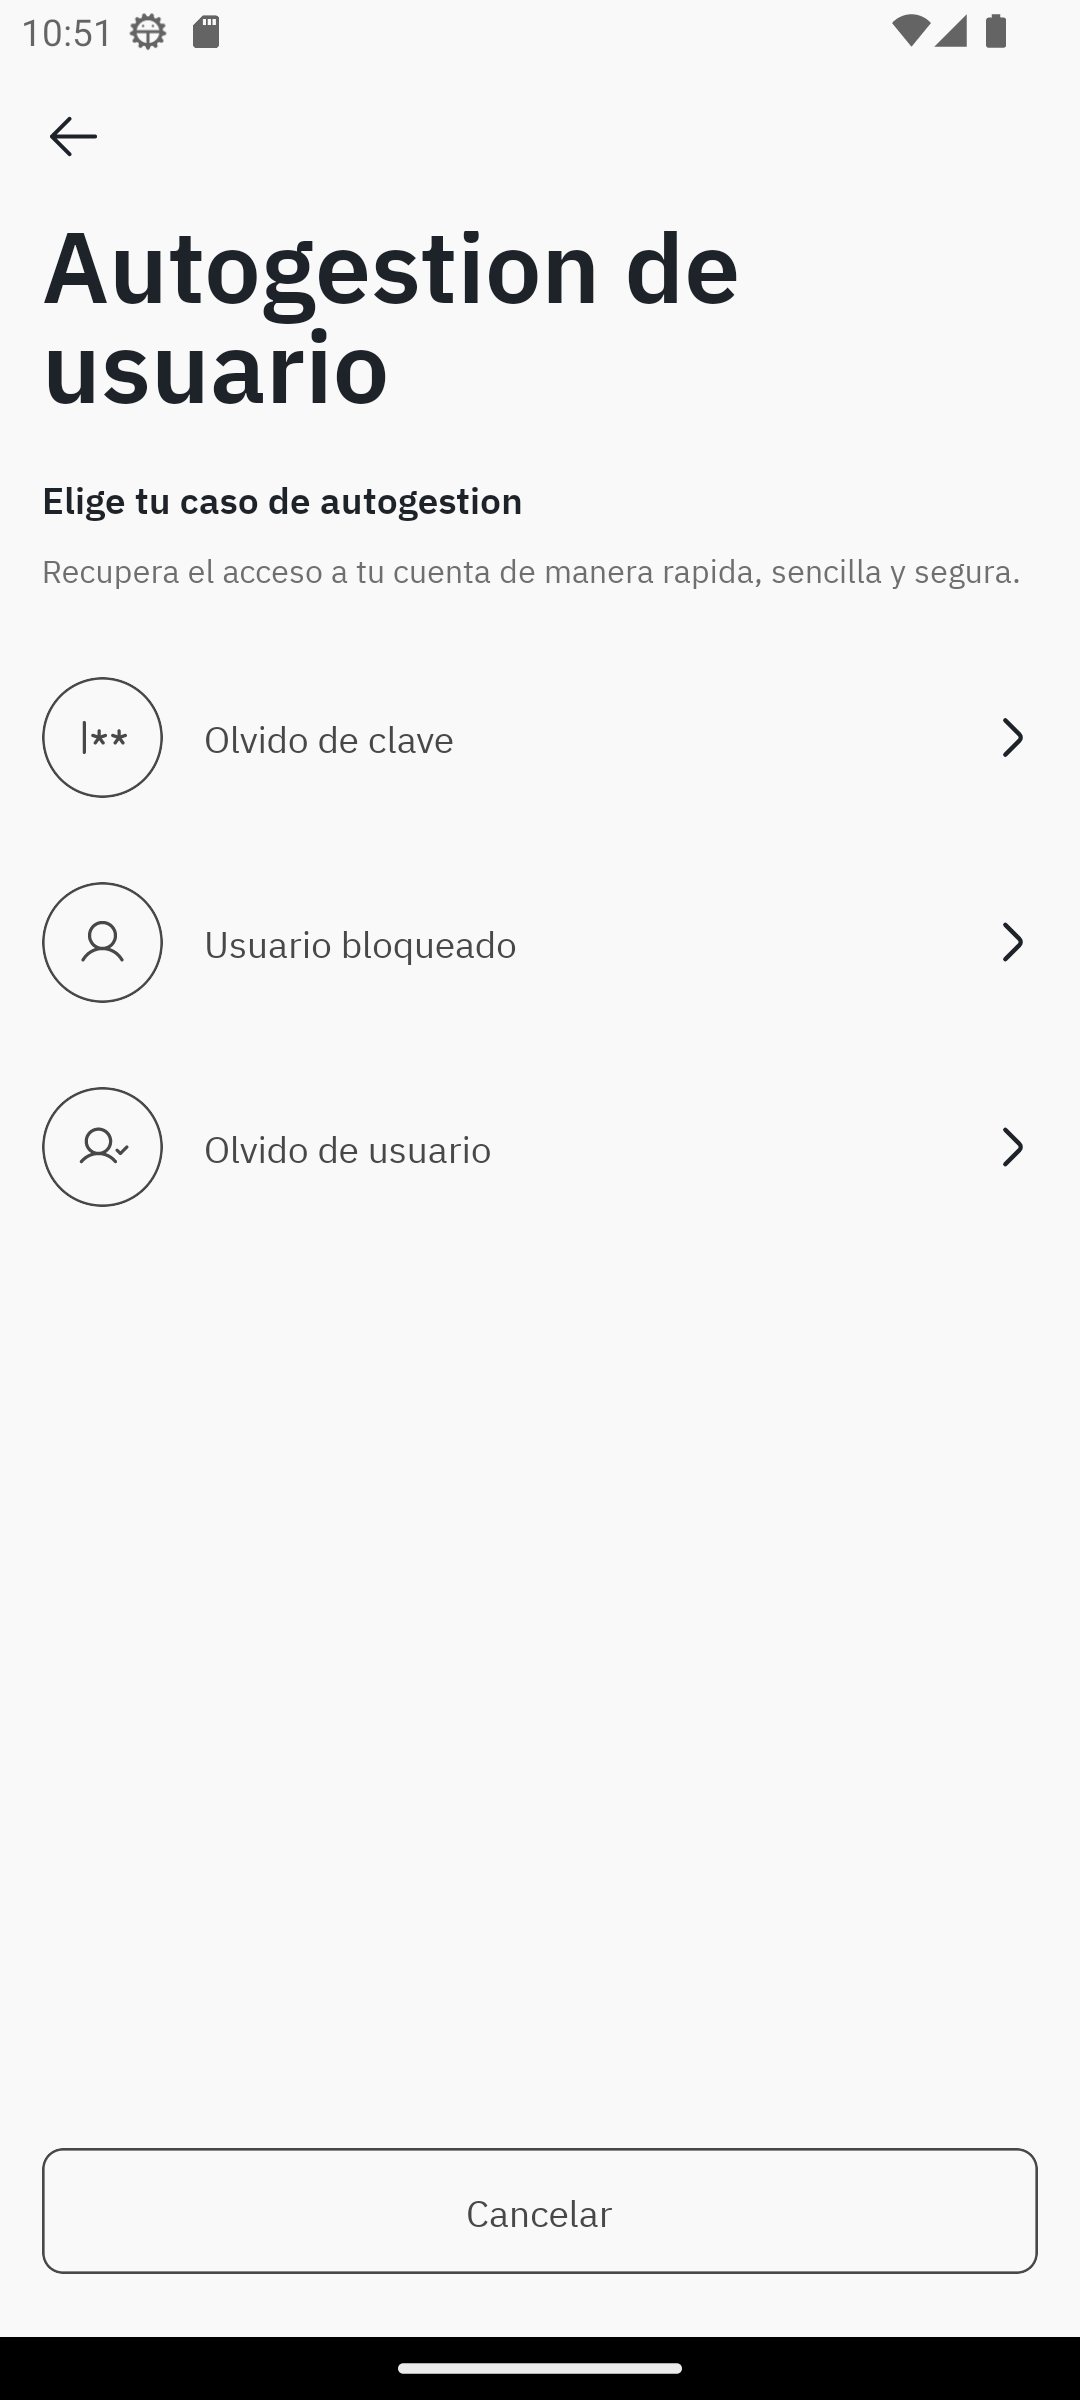 10:51
Autogestion de
usuario
Elige tu caso de autogestion
Recupera el acceso a tu cuenta de manera rapida, sencilla y segura.
Olvido de clave
Usuario bloqueado
Olvido de usuario
Cancelar